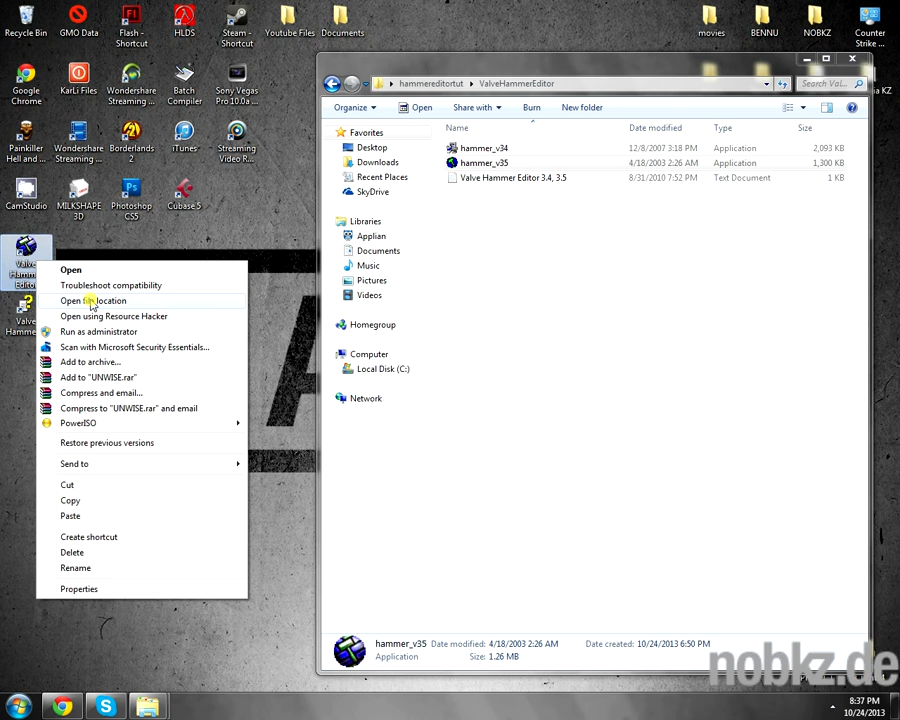 Recycle Bin
GMO Data
Flash - Shortcut
HLDS
Steam - Shortcut
Youtube Files
Documents
movies
BENNU
NOBKZ
Counter Strike ...
Google Chrome
KarLi Files
Wondershare Streaming ...
Batch Compiler
Sony Vegas Pro 10.0a ...
Painkiller Hell and ...
Wondershare Streaming ...
Borderlands 2
iTunes
Streaming Video R...
CamStudio
MILKSHAPE 3D
Photoshop CS5
Cubase 5
Valve
Hamm
Editor
Valve
Hamme
Open
Troubleshoot compatibility
Open file location
Open using Resource Hacker
Run as administrator
Scan with Microsoft Security Essentials...
Add to archive...
Add to "UNWISE.rar"
Compress and email...
Compress to "UNWISE.rar" and email
PowerISO
Restore previous versions
Send to
Cut
Copy
Paste
Create shortcut
Delete
Rename
Properties
hammereditortut ▸ ValveHammerEditor
Search Val...
KZ
Organize
Open
Share with
Burn
New folder
Name Date modified Type Size
hammer_v34 12/8/2007 3:18 PM Application 2,093 KB
hammer_v35 4/18/2003 2:26 AM Application 1,300 KB
Valve Hammer Editor 3.4, 3.5 8/31/2010 7:52 PM Text Document 1 KB
Favorites
Desktop
Downloads
Recent Places
SkyDrive
Libraries
Applian
Documents
Music
Pictures
Videos
Homegroup
Computer
Local Disk (C:)
Network
hammer_v35 Date modified: 4/18/2003 2:26 AM Date created: 10/24/2013 6:50 PM
Application Size: 1.26 MB
nobkz.de
8:37 PM
10/24/2013